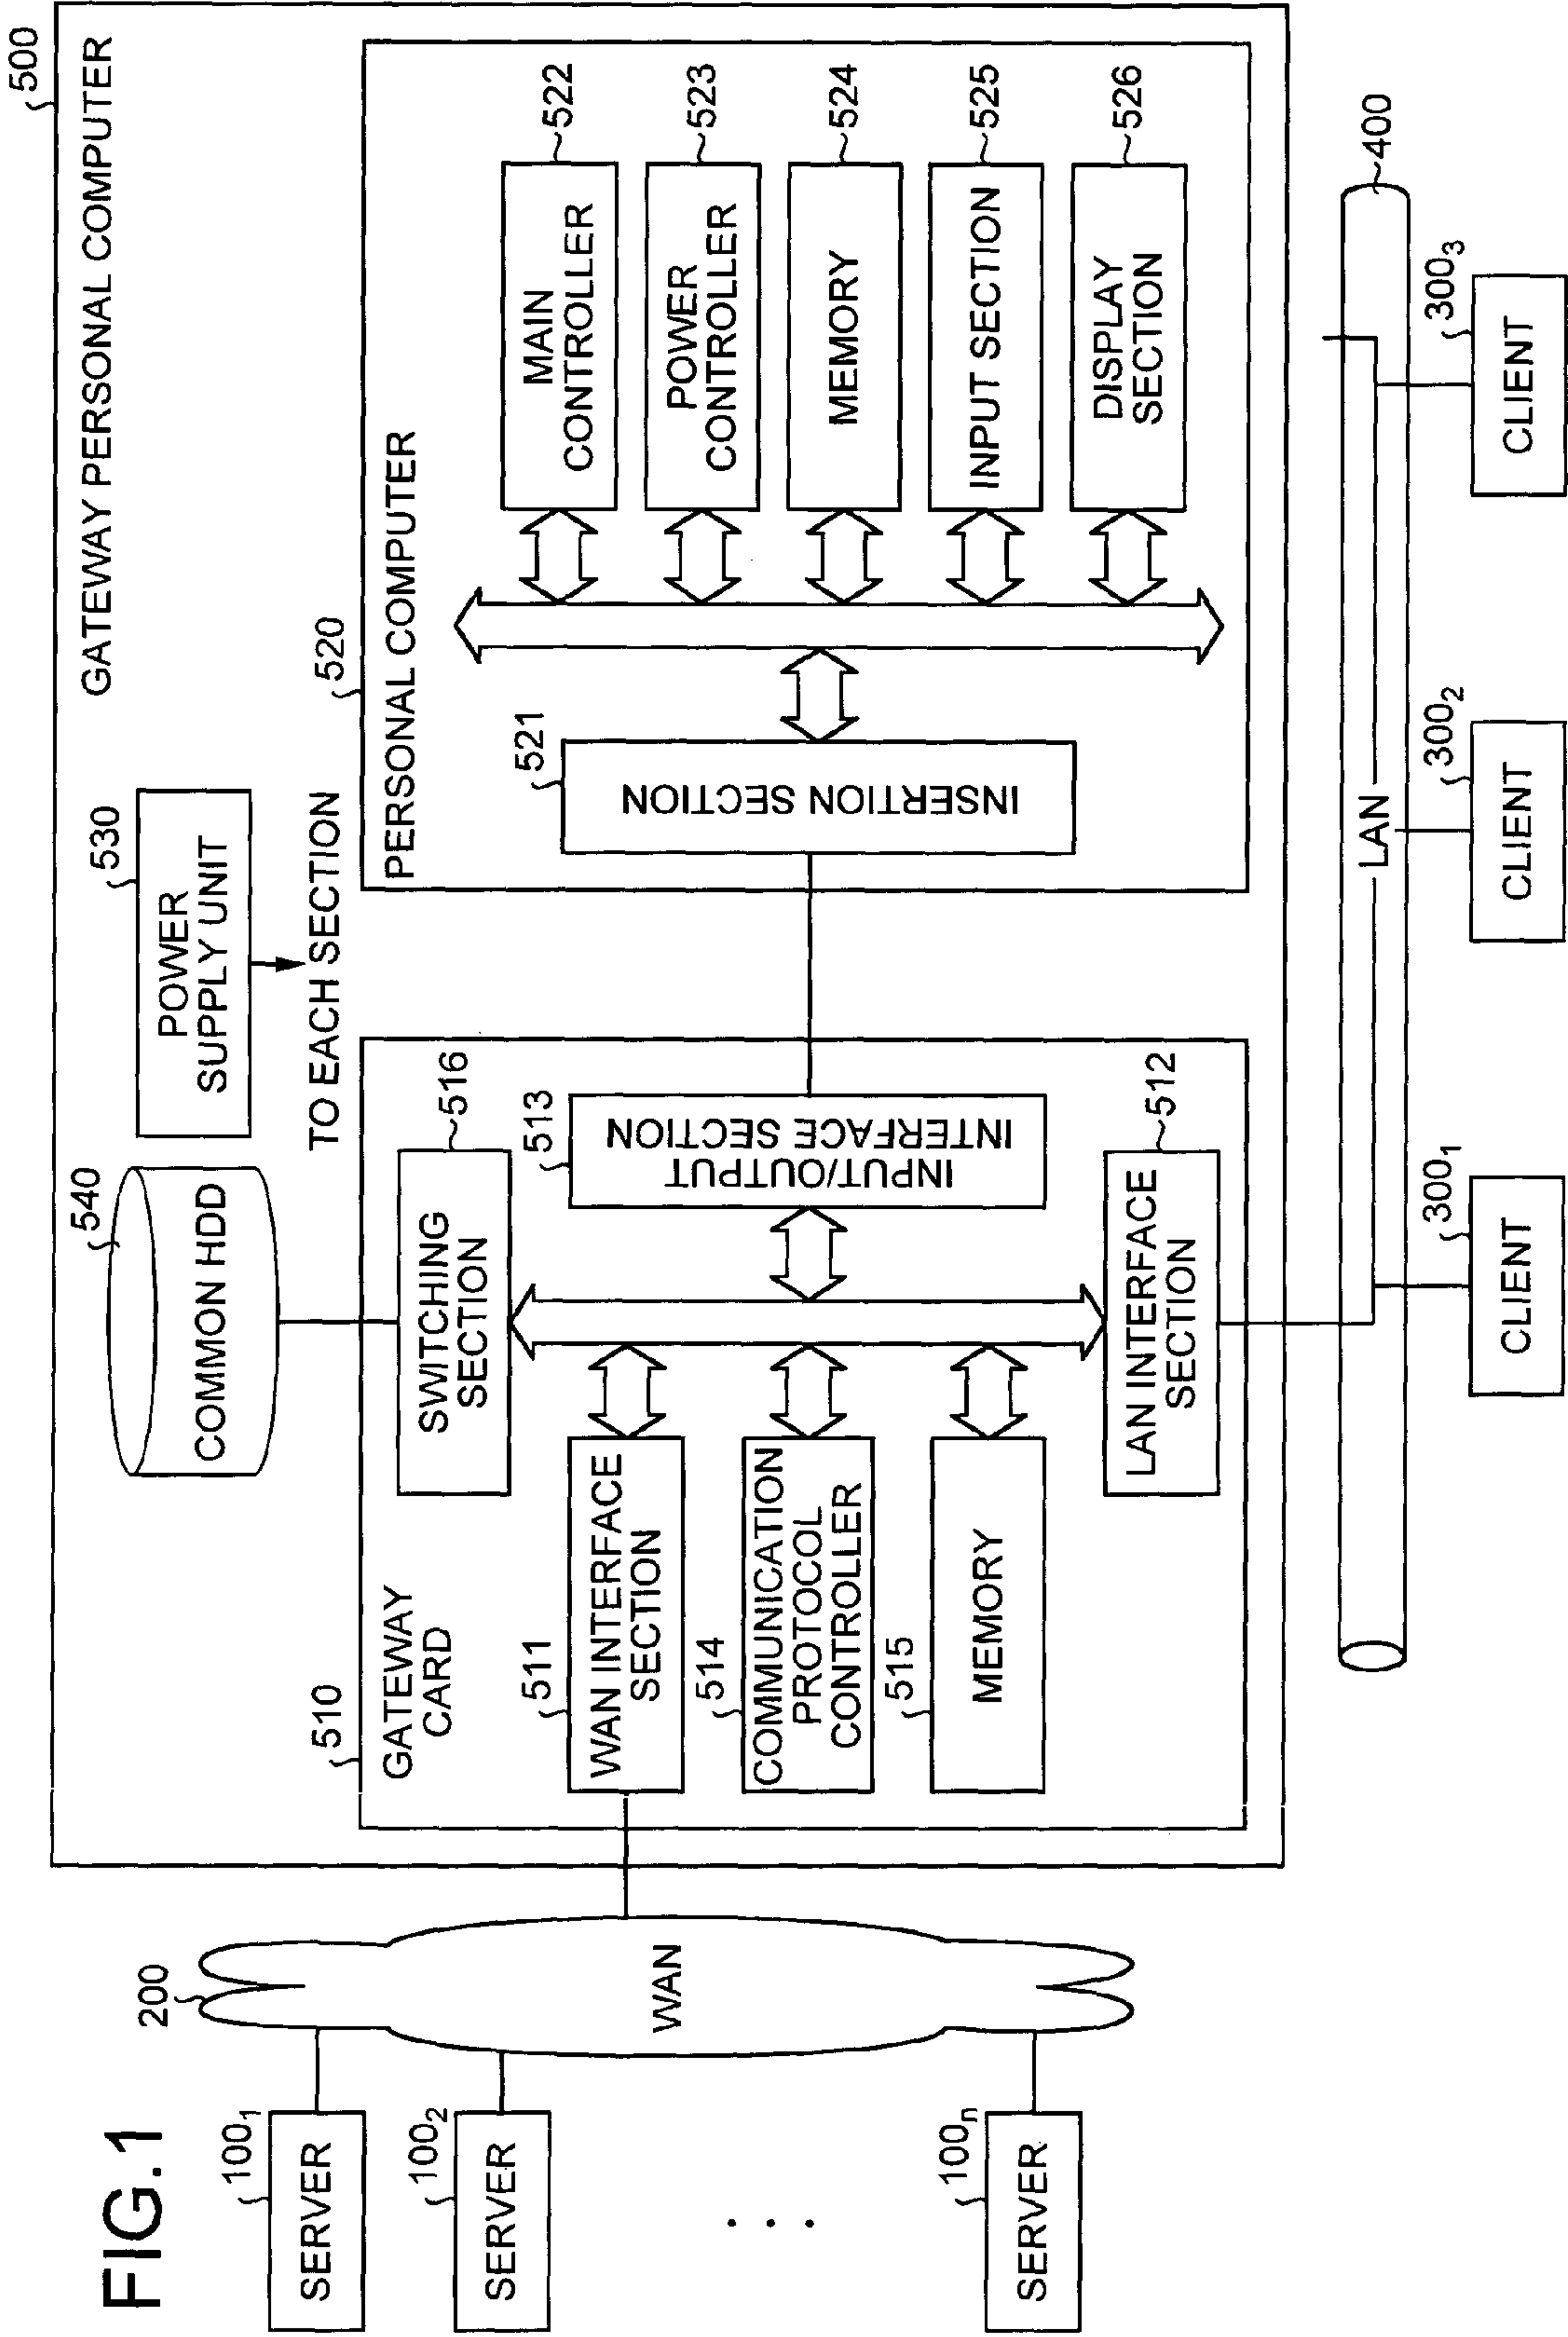 FIG.1
500
GATEWAY PERSONAL COMPUTER
540
COMMON HDD
530
POWER
SUPPLY UNIT
TO EACH SECTION
510
GATEWAY
CARD
SWITCHING
SECTION
516
511
WAN INTERFACE
SECTION
514
COMMUNICATION
PROTOCOL
CONTROLLER
515
MEMORY
513
INPUT/OUTPUT
INTERFACE SECTION
LAN INTERFACE
SECTION
512
520
PERSONAL COMPUTER
521
INSERTION SECTION
MAIN
CONTROLLER
522
POWER
CONTROLLER
523
MEMORY
524
INPUT SECTION
525
DISPLAY
SECTION
526
200
WAN
100₁
SERVER
100₂
SERVER
. . .
100ₙ
SERVER
LAN
400
300₁
CLIENT
300₂
CLIENT
300₃
CLIENT